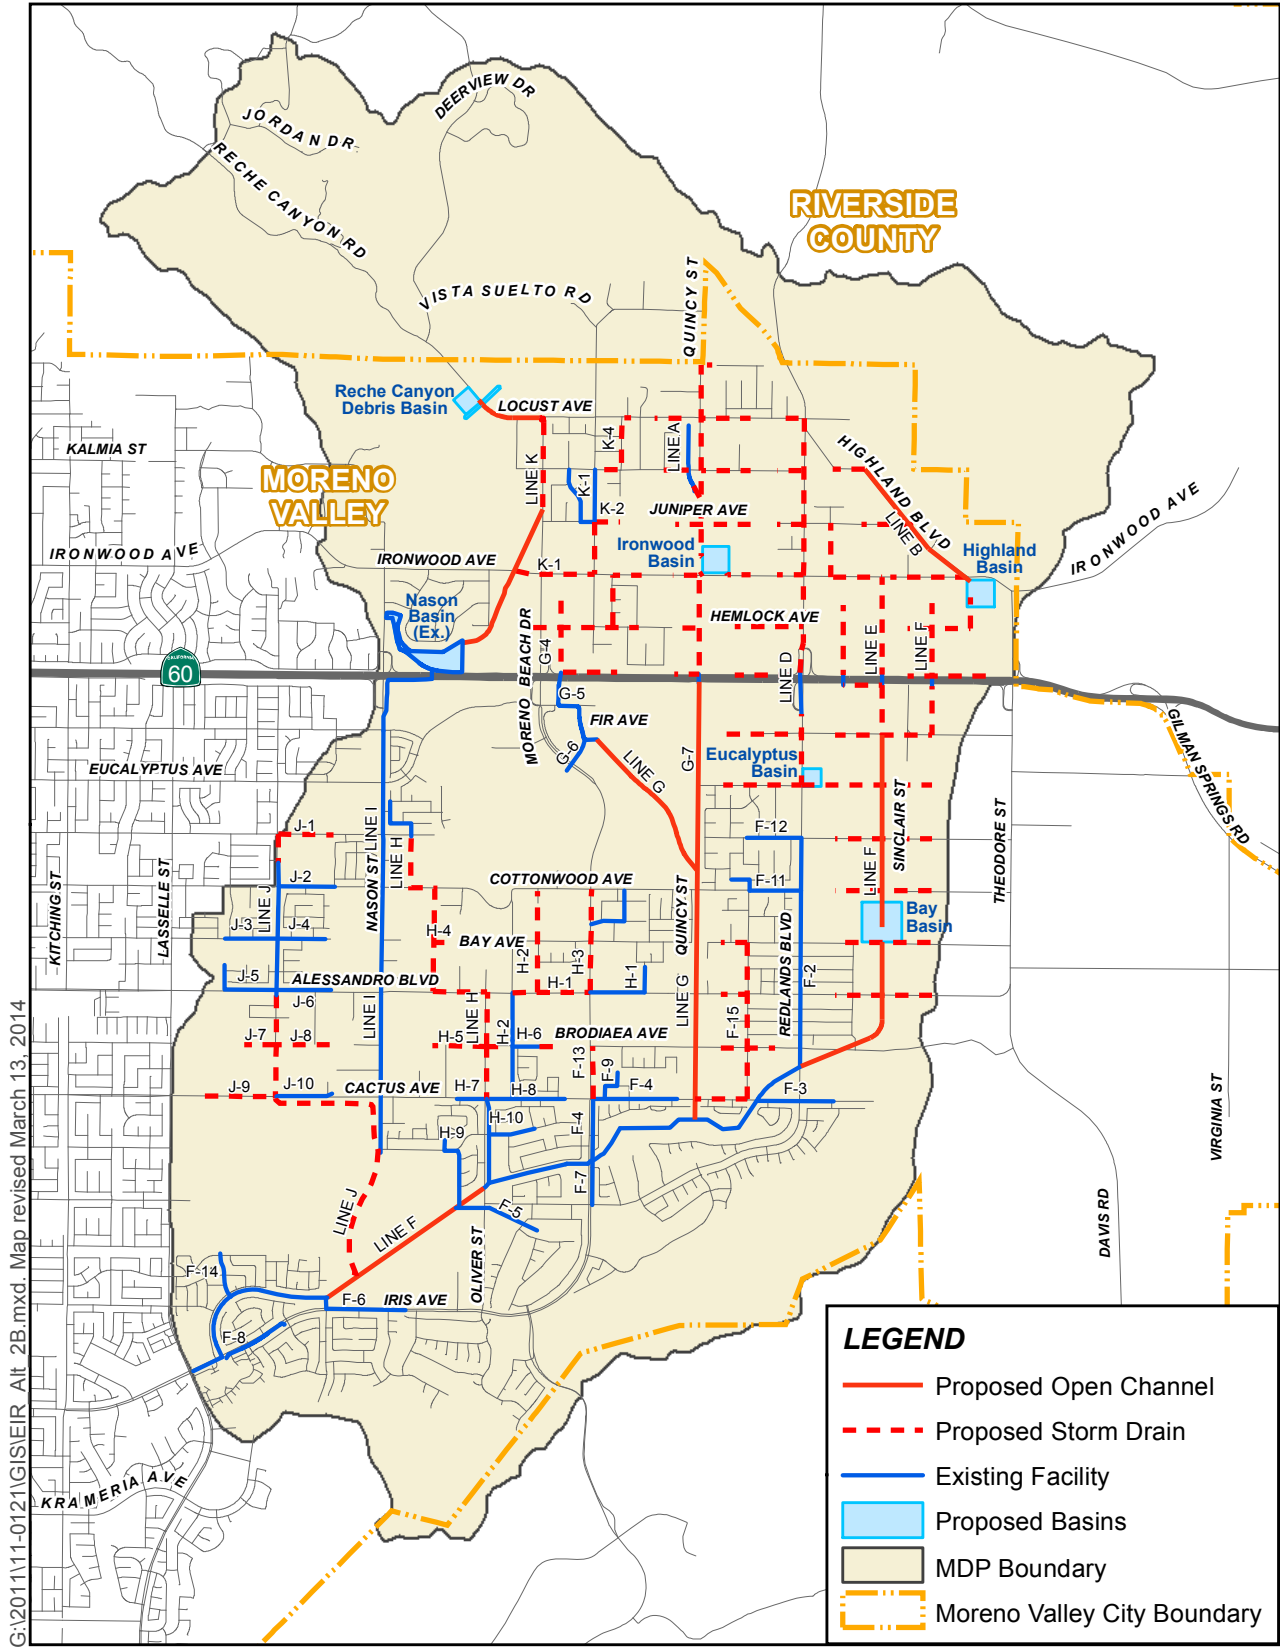 DEERVIEW DR
JORDAN DR
RECHE CANYON RD
RIVERSIDE
COUNTY
VISTA SUELTO RD
QUINCY ST
Reche Canyon
Debris Basin
LOCUST AVE
KALMIA ST
K-4
LINE A
HIGHLAND BLVD
MORENO
VALLEY
LINE K
K-1
K-2
JUNIPER AVE
LINE B
IRONWOOD AVE
IRONWOOD AVE
IRONWOOD AVE
Ironwood
Basin
Highland
Basin
K-1
Nason
Basin
(Ex.)
HEMLOCK AVE
MORENO BEACH DR
G-4
LINE D
LINE E
LINE F
CALIFORNIA
60
G-5
FIR AVE
G-6
LINE G
G-7
GILMAN SPRINGS RD
EUCALYPTUS AVE
Eucalyptus
Basin
SINCLAIR ST
THEODORE ST
J-1
NASON ST
LINE I
LINE H
F-12
LINE F
KITCHING ST
LASSELLE ST
J-2
LINE J
COTTONWOOD AVE
F-11
J-3
J-4
H-4
BAY AVE
QUINCY ST
REDLANDS BLVD
Bay
Basin
J-5
ALESSANDRO BLVD
H-2
H-3
H-1
H-1
F-2
J-6
LINE I
LINE H
LINE G
J-7
J-8
H-5
H-2
H-6
BRODIAEA AVE
F-15
J-9
J-10
CACTUS AVE
H-7
H-8
F-13
F-9
F-4
F-3
H-9
H-10
F-4
VIRGINIA ST
F-7
LINE J
LINE F
F-5
DAVIS RD
OLIVER ST
F-14
F-6
IRIS AVE
F-8
KRAMERIA AVE
LEGEND
Proposed Open Channel
Proposed Storm Drain
Existing Facility
Proposed Basins
MDP Boundary
Moreno Valley City Boundary
G:\2011\11-0121\GIS\EIR_Alt_2B.mxd. Map revised March 13, 2014